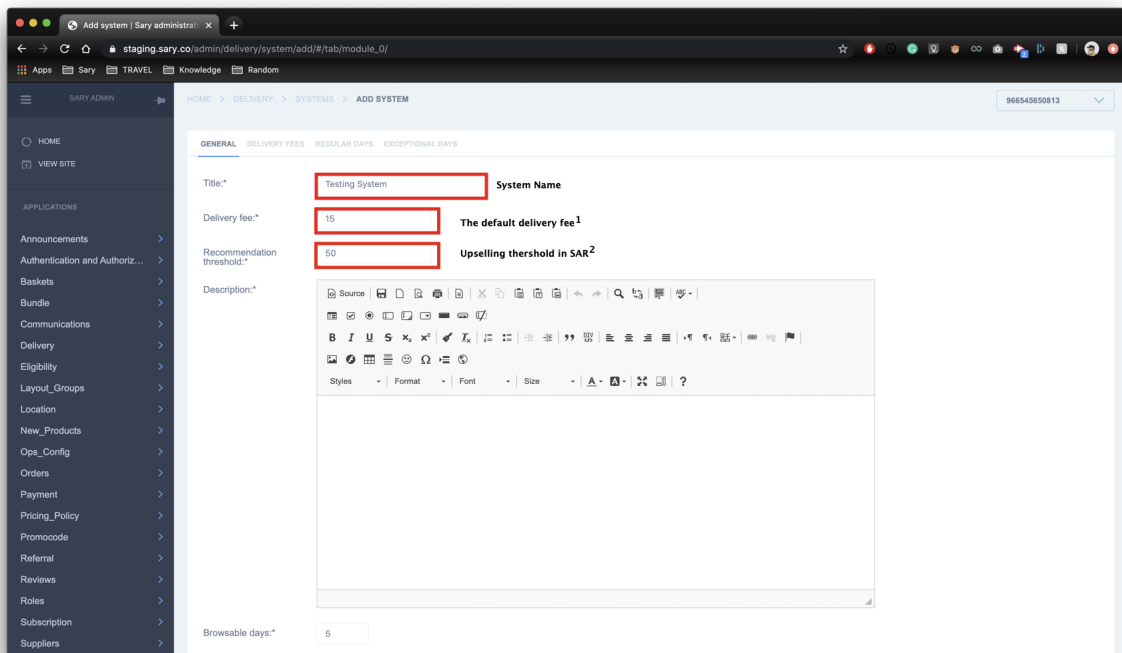 Add system | Sary administrati
staging.sary.co/admin/delivery/system/add/#/tab/module_0/
Apps Sary TRAVEL Knowledge Random
SARY ADMIN
HOME > DELIVERY > SYSTEMS > ADD SYSTEM
966545650813
HOME
VIEW SITE
APPLICATIONS
Announcements
Authentication and Authoriz...
Baskets
Bundle
Communications
Delivery
Eligibility
Layout_Groups
Location
New_Products
Ops_Config
Orders
Payment
Pricing_Policy
Promocode
Referral
Reviews
Roles
Subscription
Suppliers
GENERAL DELIVERY FEES REGULAR DAYS EXCEPTIONAL DAYS
Title:* Testing System System Name
Delivery fee:* 15 The default delivery fee1
Recommendation
threshold:* 50 Upselling thershold in SAR2
Description:*
Source
Styles Format Font Size
Browsable days:* 5